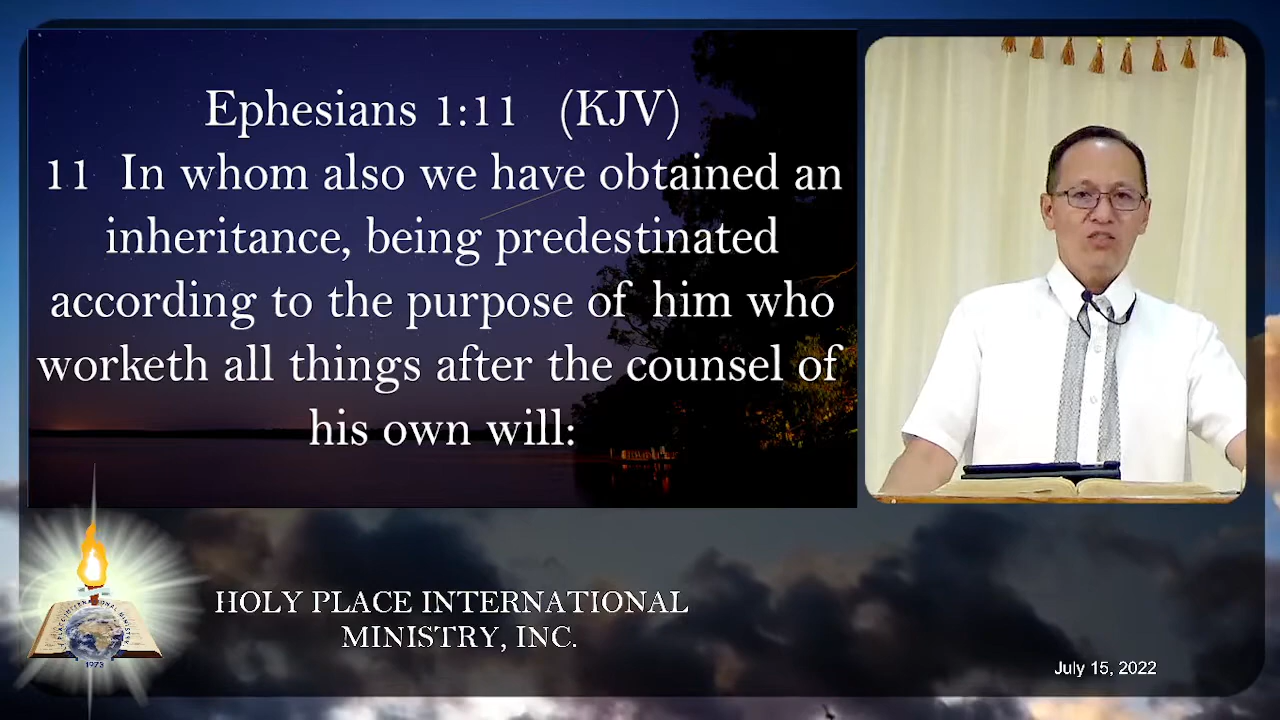 Ephesians 1:11 (KJV)
11 In whom also we have obtained an
inheritance, being predestinated
according to the purpose of him who
worketh all things after the counsel of
his own will:
HOLY PLACE INTERNATIONAL
MINISTRY, INC.
1973
July 15, 2022